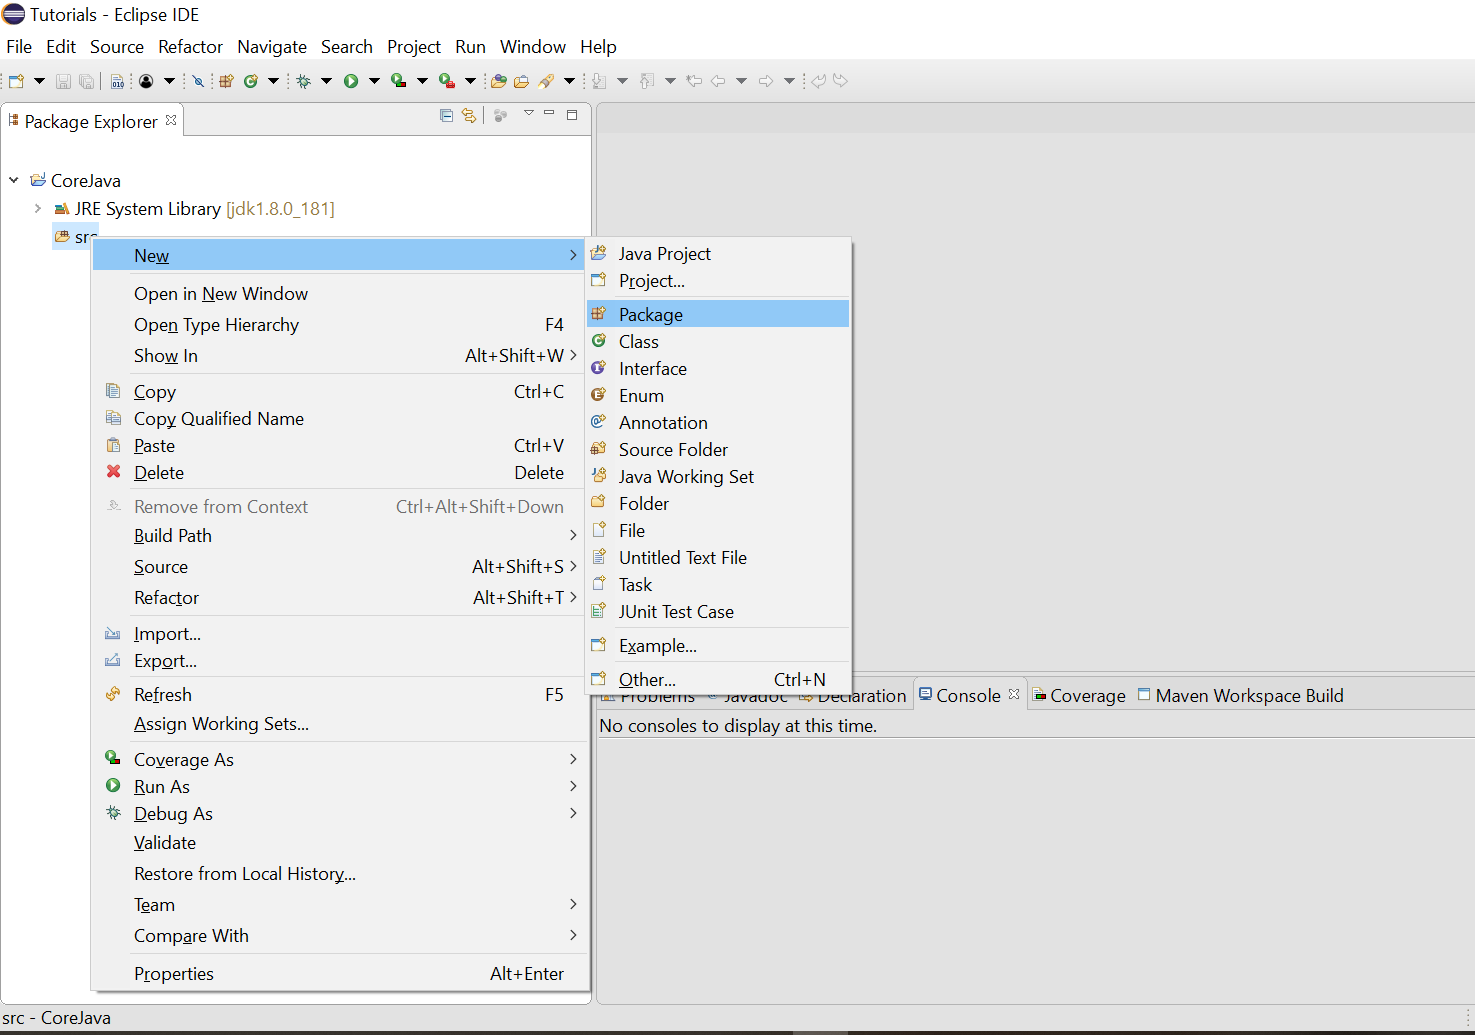 Tutorials - Eclipse IDE
File Edit Source Refactor Navigate Search Project Run Window Help
010
Package Explorer
CoreJava
JRE System Library [jdk1.8.0_181]
src
New
Open in New Window
Open Type Hierarchy F4
Show In Alt+Shift+W
Copy Ctrl+C
Copy Qualified Name
Paste Ctrl+V
Delete Delete
Remove from Context Ctrl+Alt+Shift+Down
Build Path
Source Alt+Shift+S
Refactor Alt+Shift+T
Import...
Export...
Refresh F5
Assign Working Sets...
Coverage As
Run As
Debug As
Validate
Restore from Local History...
Team
Compare With
Properties Alt+Enter
Java Project
Project...
Package
Class
Interface
Enum
Annotation
Source Folder
Java Working Set
Folder
File
Untitled Text File
Task
JUnit Test Case
Example...
Other... Ctrl+N
Problems Javadoc Declaration Console Coverage Maven Workspace Build
No consoles to display at this time.
src - CoreJava